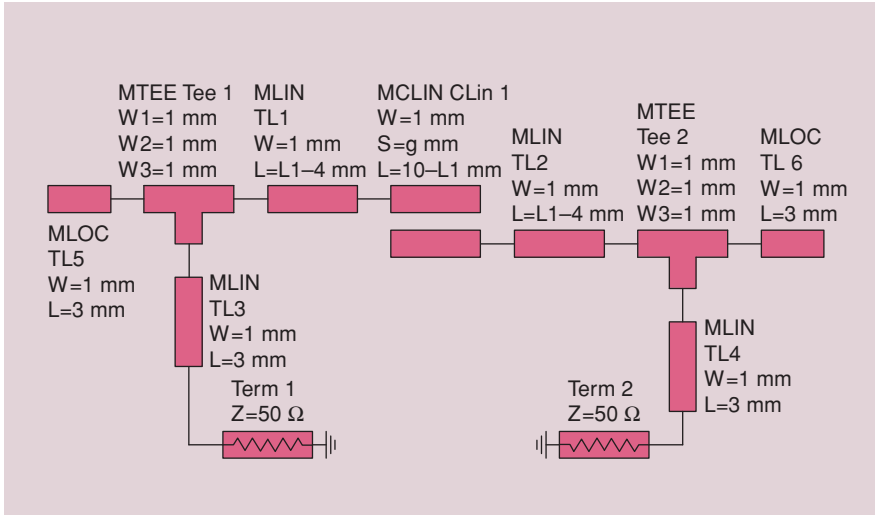 MTEE Tee 1
W1=1 mm
W2=1 mm
W3=1 mm
MLIN
TL1
W=1 mm
L=L1–4 mm
MCLIN CLin 1
W=1 mm
S=g mm
L=10–L1 mm
MLIN
TL2
W=1 mm
L=L1–4 mm
MTEE
Tee 2
W1=1 mm
W2=1 mm
W3=1 mm
MLOC
TL 6
W=1 mm
L=3 mm
MLOC
TL5
W=1 mm
L=3 mm
MLIN
TL3
W=1 mm
L=3 mm
MLIN
TL4
W=1 mm
L=3 mm
Term 1
Z=50 Ω
Term 2
Z=50 Ω